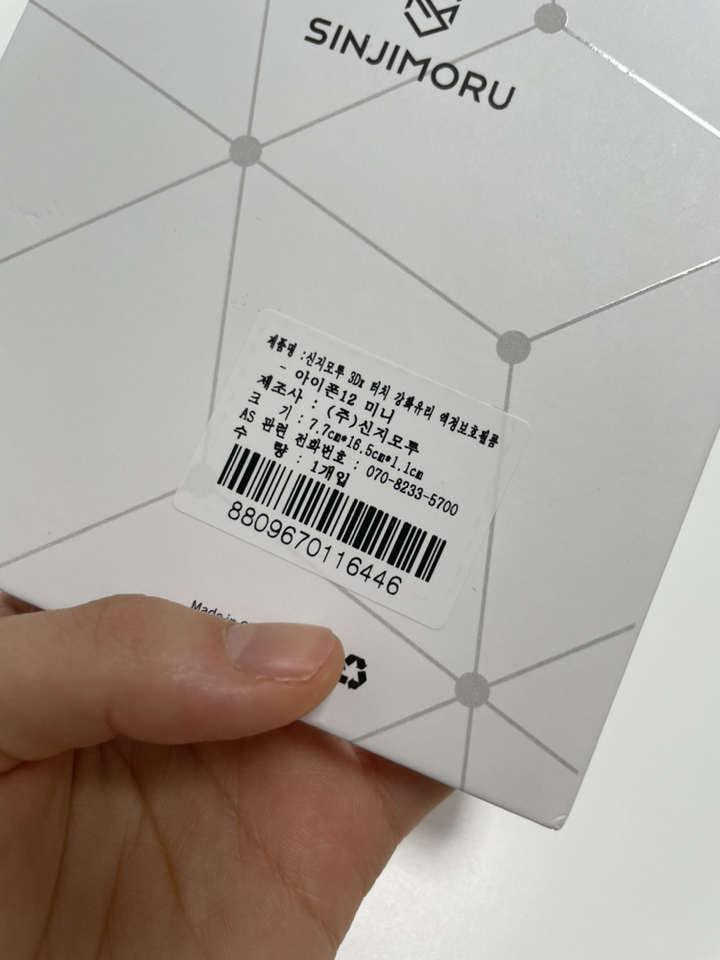 SINJIMORU
제품명 :신지모루 3Dx 터치 강화유리 액정보호필름
- 아이폰12 미니
제조사 : (주)신지모루
크 기 : 7.7cm*16.5cm*1.1cm
AS 관련 전화번호 : 070-8233-5700
수 량 : 1개입
8809670116446
Made in